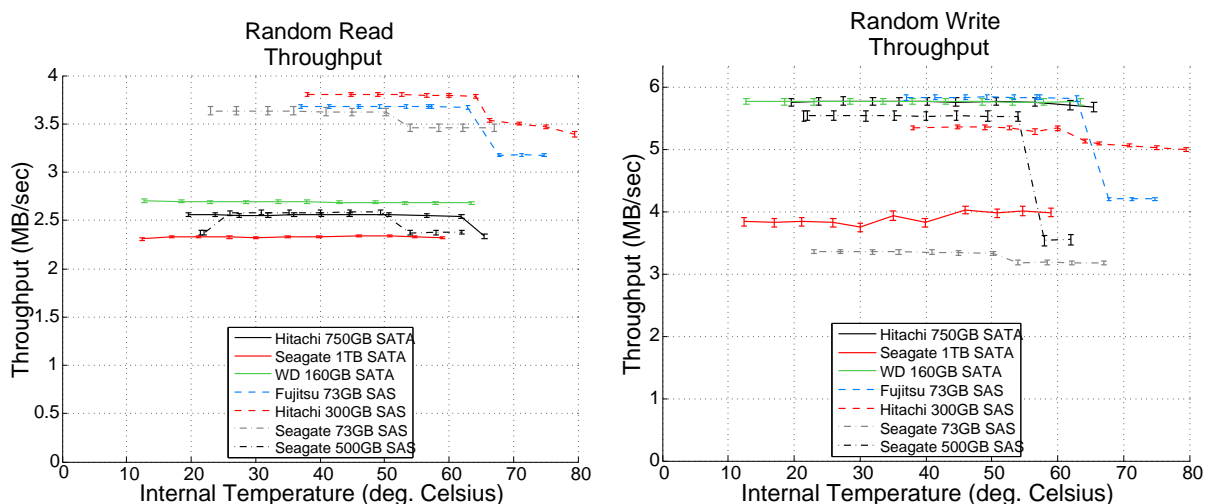 Random Read
Throughput
4
3.5
3
2.5
2
1.5
1
0.5
0
Throughput (MB/sec)
Hitachi 750GB SATA
Seagate 1TB SATA
WD 160GB SATA
Fujitsu 73GB SAS
Hitachi 300GB SAS
Seagate 73GB SAS
Seagate 500GB SAS
0 10 20 30 40 50 60 70 80
Internal Temperature (deg. Celsius)
Random Write
Throughput
6
5
4
3
2
1
0
Throughput (MB/sec)
Hitachi 750GB SATA
Seagate 1TB SATA
WD 160GB SATA
Fujitsu 73GB SAS
Hitachi 300GB SAS
Seagate 73GB SAS
Seagate 500GB SAS
0 10 20 30 40 50 60 70 80
Internal Temperature (deg. Celsius)